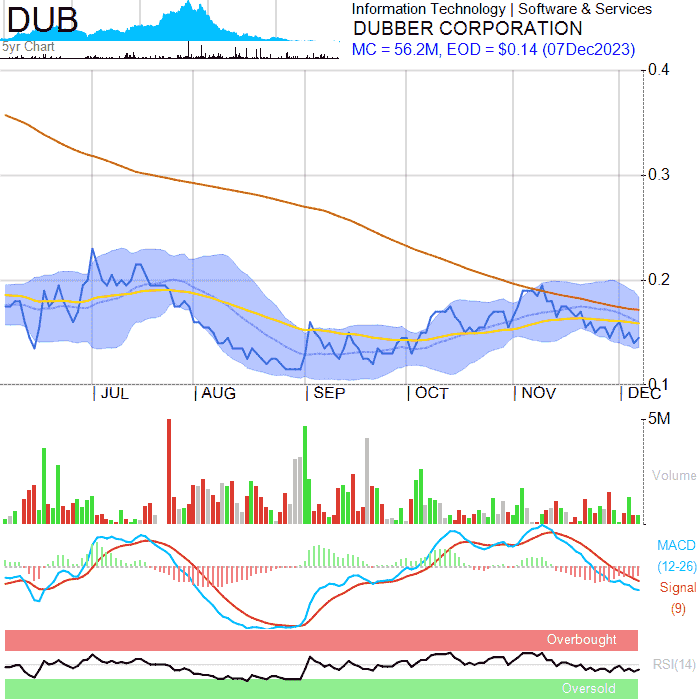 DUB
5yr Chart
Information Technology | Software & Services
DUBBER CORPORATION
MC = 56.2M, EOD = $0.14 (07Dec2023)
0.4
0.3
0.2
0.1
JUL
AUG
SEP
OCT
NOV
DEC
5M
Volume
MACD
(12-26)
Signal
(9)
Overbought
RSI(14)
Oversold